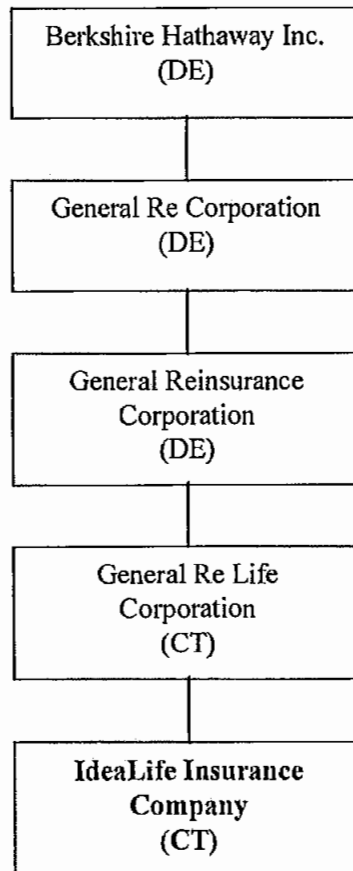 Berkshire Hathaway Inc.
(DE)
General Re Corporation
(DE)
General Reinsurance
Corporation
(DE)
General Re Life
Corporation
(CT)
IdeaLife Insurance
Company
(CT)